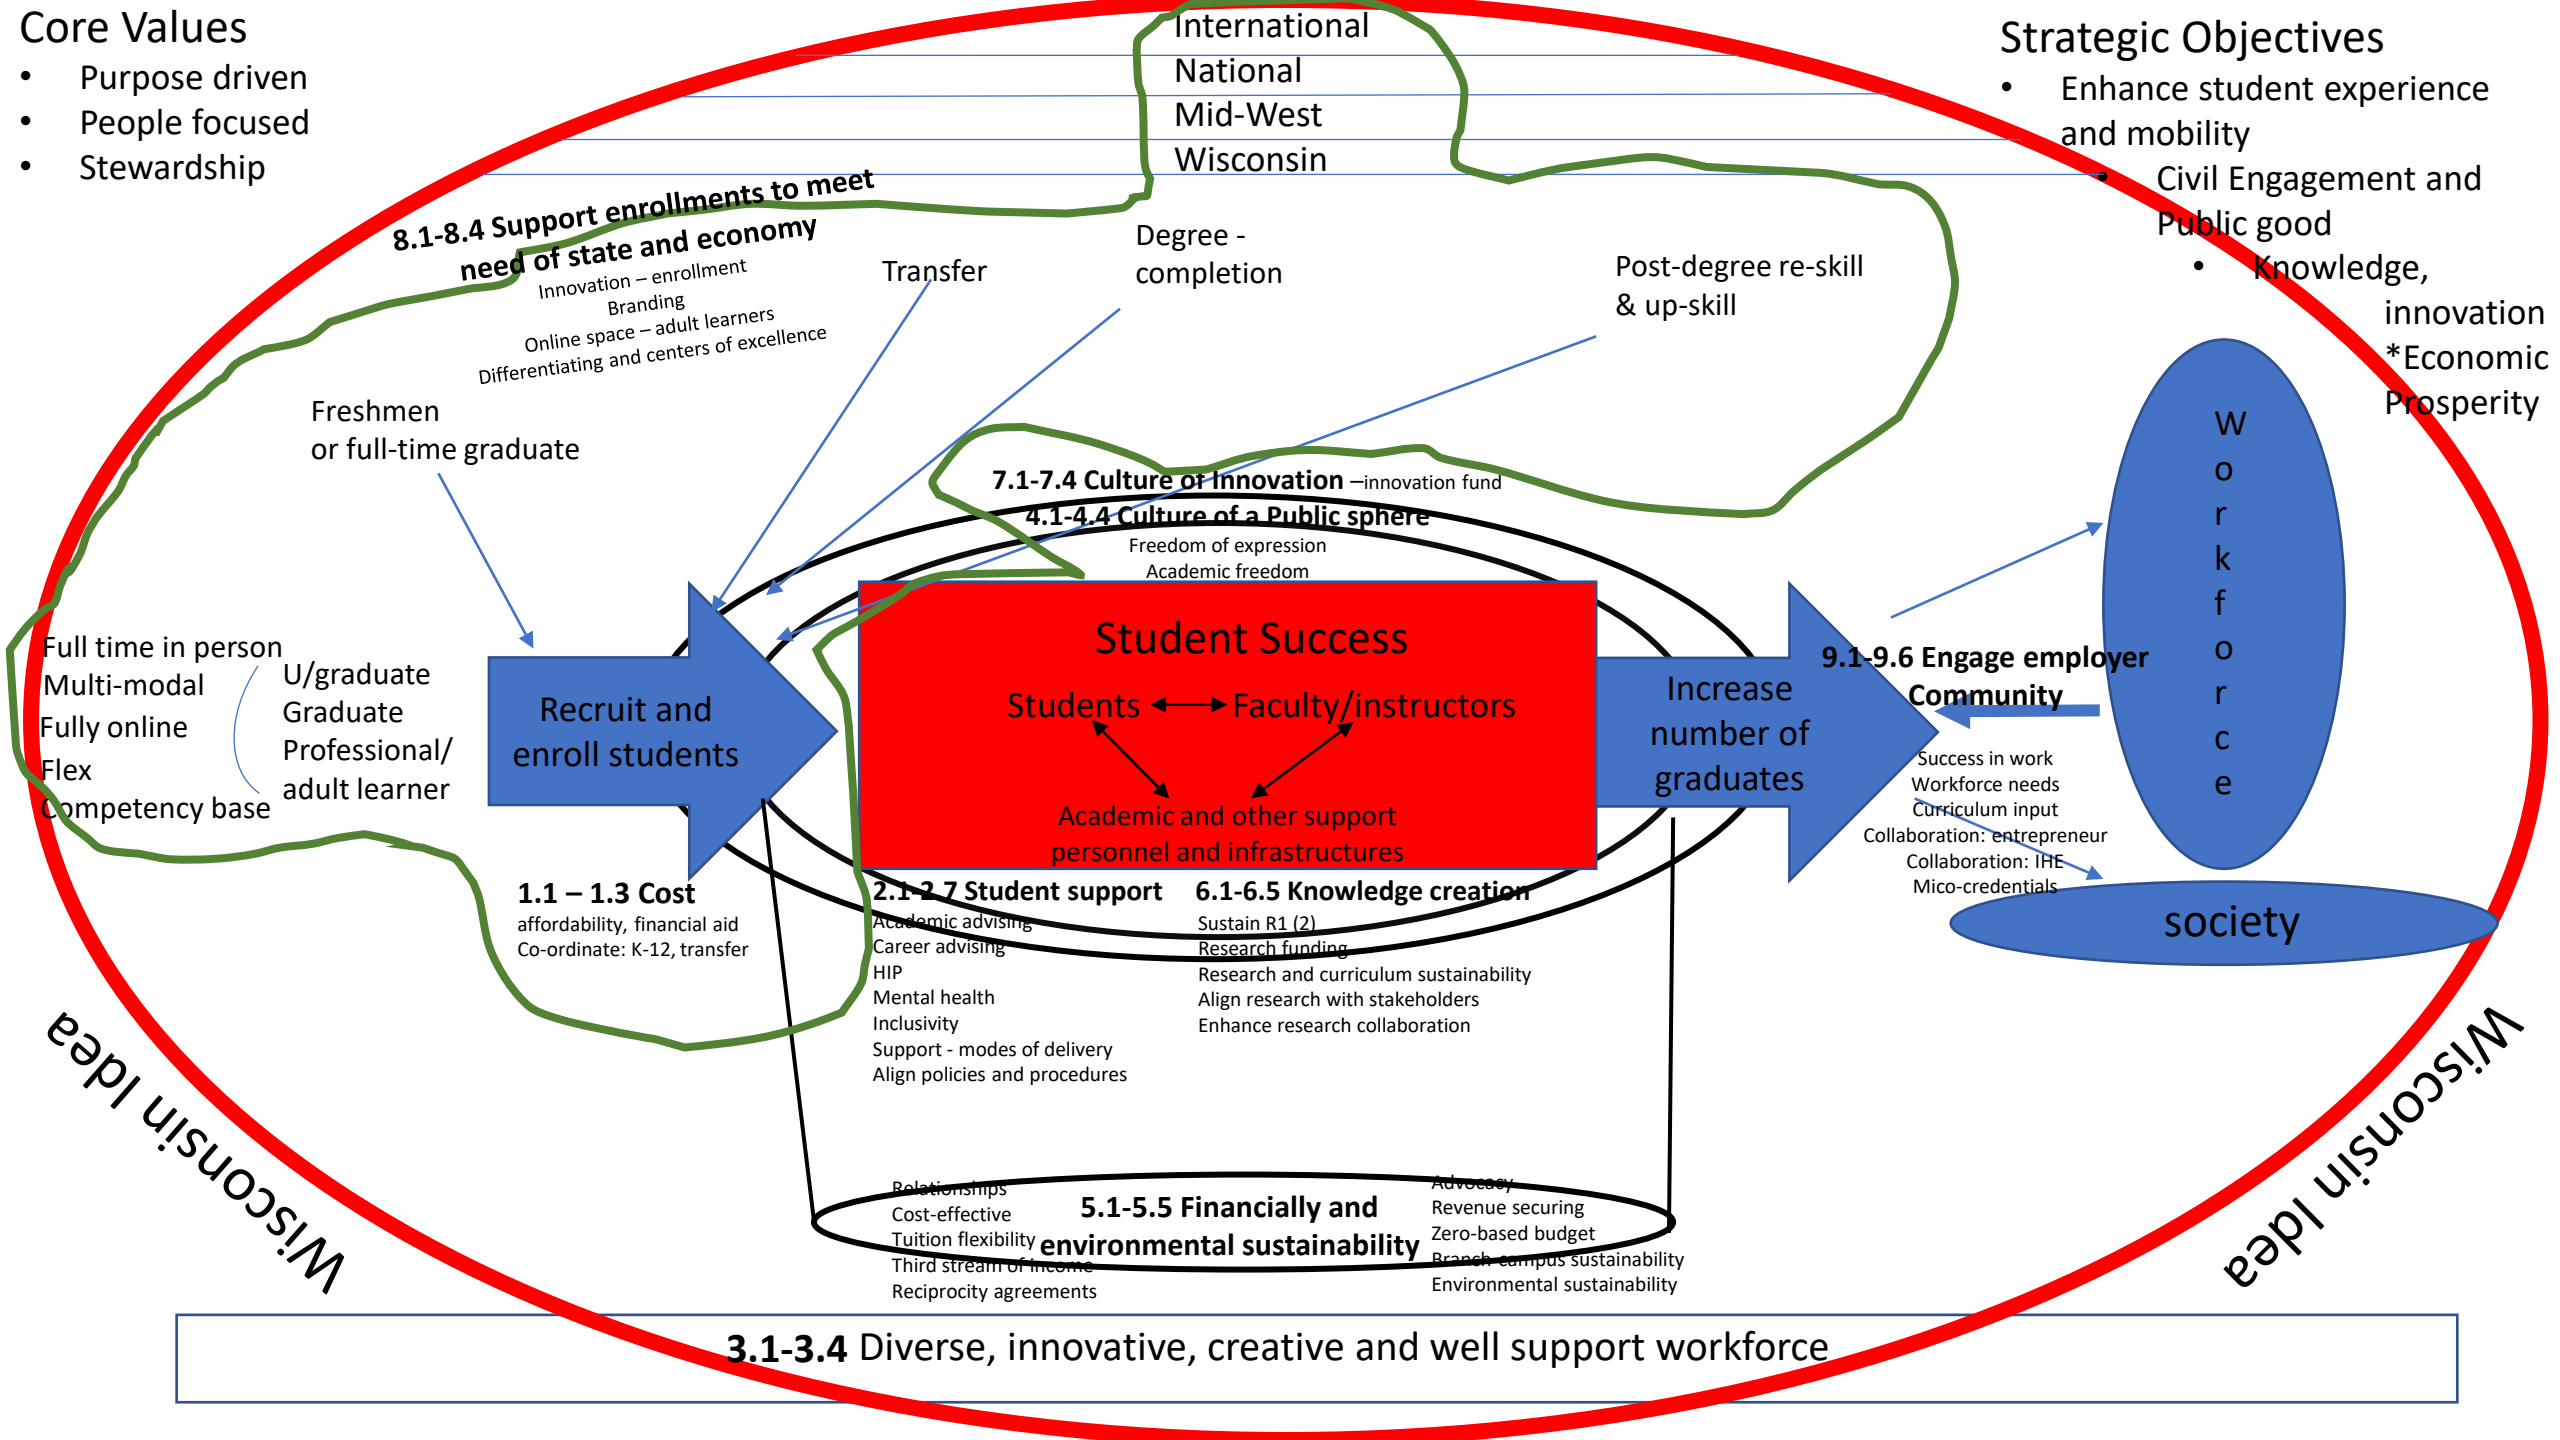 Core Values
• Purpose driven
• People focused
• Stewardship
International
National
Mid-West
Wisconsin
Strategic Objectives
• Enhance student experience
and mobility
• Civil Engagement and
Public good
• Knowledge,
innovation
*Economic
Prosperity
8.1-8.4 Support enrollments to meet
need of state and economy
Innovation – enrollment
Branding
Online space – adult learners
Differentiating and centers of excellence
Transfer
Degree -
completion
Post-degree re-skill
& up-skill
Freshmen
or full-time graduate
7.1-7.4 Culture of Innovation –innovation fund
4.1-4.4 Culture of a Public sphere
Freedom of expression
Academic freedom
Full time in person
Multi-modal
Fully online
Flex
Competency base
U/graduate
Graduate
Professional/
adult learner
Recruit and
enroll students
Student Success
Students Faculty/instructors
Academic and other support
personnel and infrastructures
Increase
number of
graduates
9.1-9.6 Engage employer
Community
Success in work
Workforce needs
Curriculum input
Collaboration: entrepreneur
Collaboration: IHE
Mico-credentials
W
o
r
k
f
o
r
c
e
society
1.1 – 1.3 Cost
affordability, financial aid
Co-ordinate: K-12, transfer
2.1-2.7 Student support
Academic advising
Career advising
HIP
Mental health
Inclusivity
Support - modes of delivery
Align policies and procedures
6.1-6.5 Knowledge creation
Sustain R1 (2)
Research funding
Research and curriculum sustainability
Align research with stakeholders
Enhance research collaboration
Wisconsin Idea
Wisconsin Idea
Relationships
Cost-effective
Tuition flexibility
Third stream of income
Reciprocity agreements
5.1-5.5 Financially and
environmental sustainability
Advocacy
Revenue securing
Zero-based budget
Branch-campus sustainability
Environmental sustainability
3.1-3.4 Diverse, innovative, creative and well support workforce